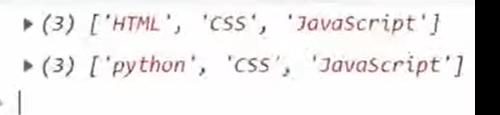 ▶ (3) ['HTML', 'CSS', 'JavaScript']
▶ (3) ['python', 'CSS', 'JavaScript']